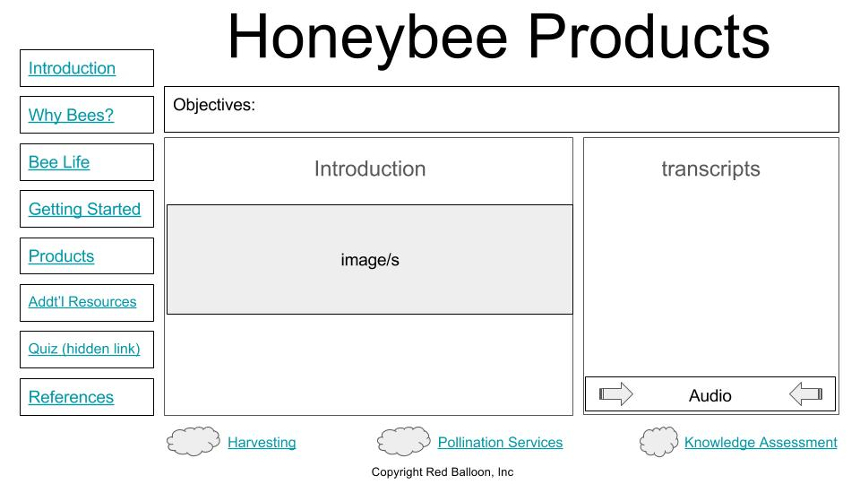 Honeybee Products
Introduction
Why Bees?
Bee Life
Getting Started
Products
Addt'l Resources
Quiz (hidden link)
References
Objectives:
Introduction
image/s
transcripts
Audio
Harvesting
Pollination Services
Knowledge Assessment
Copyright Red Balloon, Inc